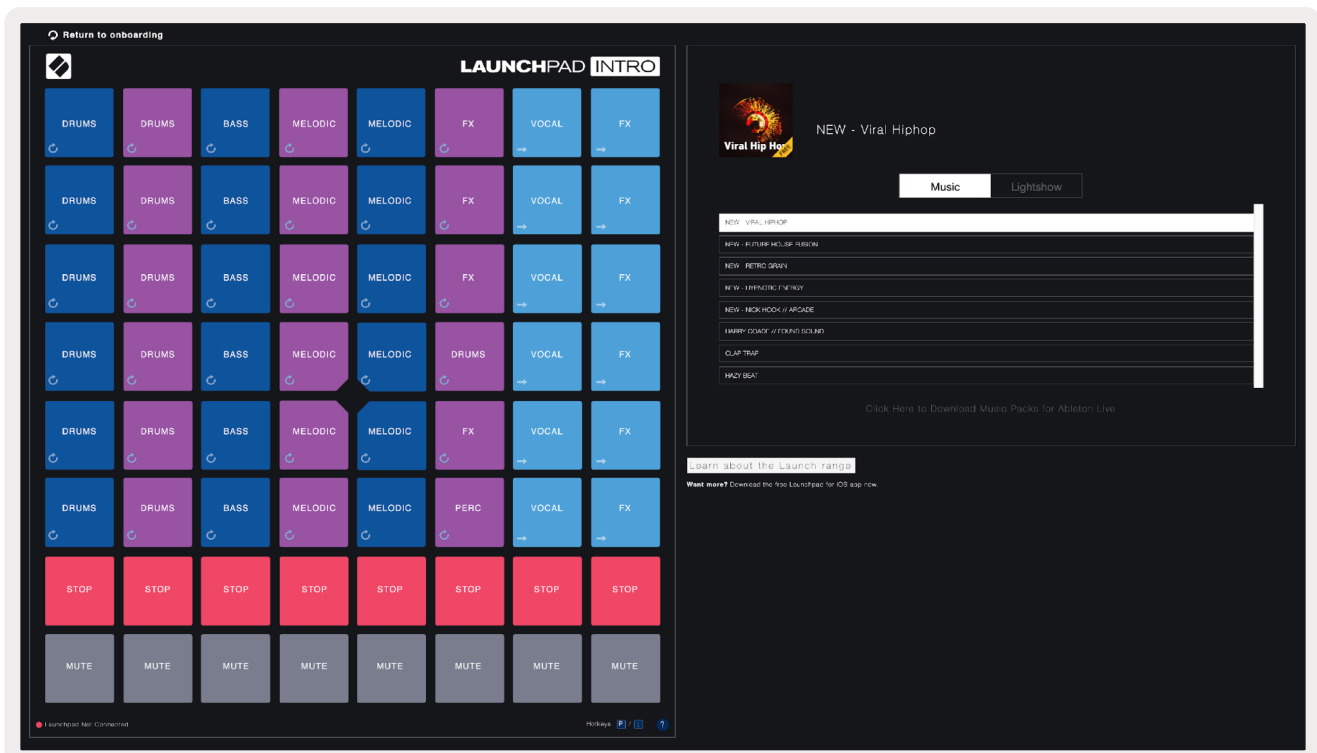 Return to onboarding
LAUNCHPAD INTRO
DRUMS DRUMS BASS MELODIC MELODIC FX VOCAL FX
DRUMS DRUMS BASS MELODIC MELODIC FX VOCAL FX
DRUMS DRUMS BASS MELODIC MELODIC FX VOCAL FX
DRUMS DRUMS BASS MELODIC MELODIC DRUMS VOCAL FX
DRUMS DRUMS BASS MELODIC MELODIC FX VOCAL FX
DRUMS DRUMS BASS MELODIC MELODIC PERC VOCAL FX
STOP STOP STOP STOP STOP STOP STOP STOP
MUTE MUTE MUTE MUTE MUTE MUTE MUTE MUTE
Launchpad Not Connected
Hotkeys P / ?
Viral Hip Hop
FREE
NEW - Viral Hiphop
Music Lightshow
NEW - VIRAL HIPHOP
NEW - FUTURE HOUSE FUSION
NEW - RETRO GRAIN
NEW - HYPNOTIC ENERGY
NEW - NICK HOOK // ARCADE
HARRY COADE // FOUND SOUND
CLAP TRAP
HAZY BEAT
Click Here to Download Music Packs for Ableton Live
Learn about the Launch range
Want more? Download the free Launchpad for iOS app now.